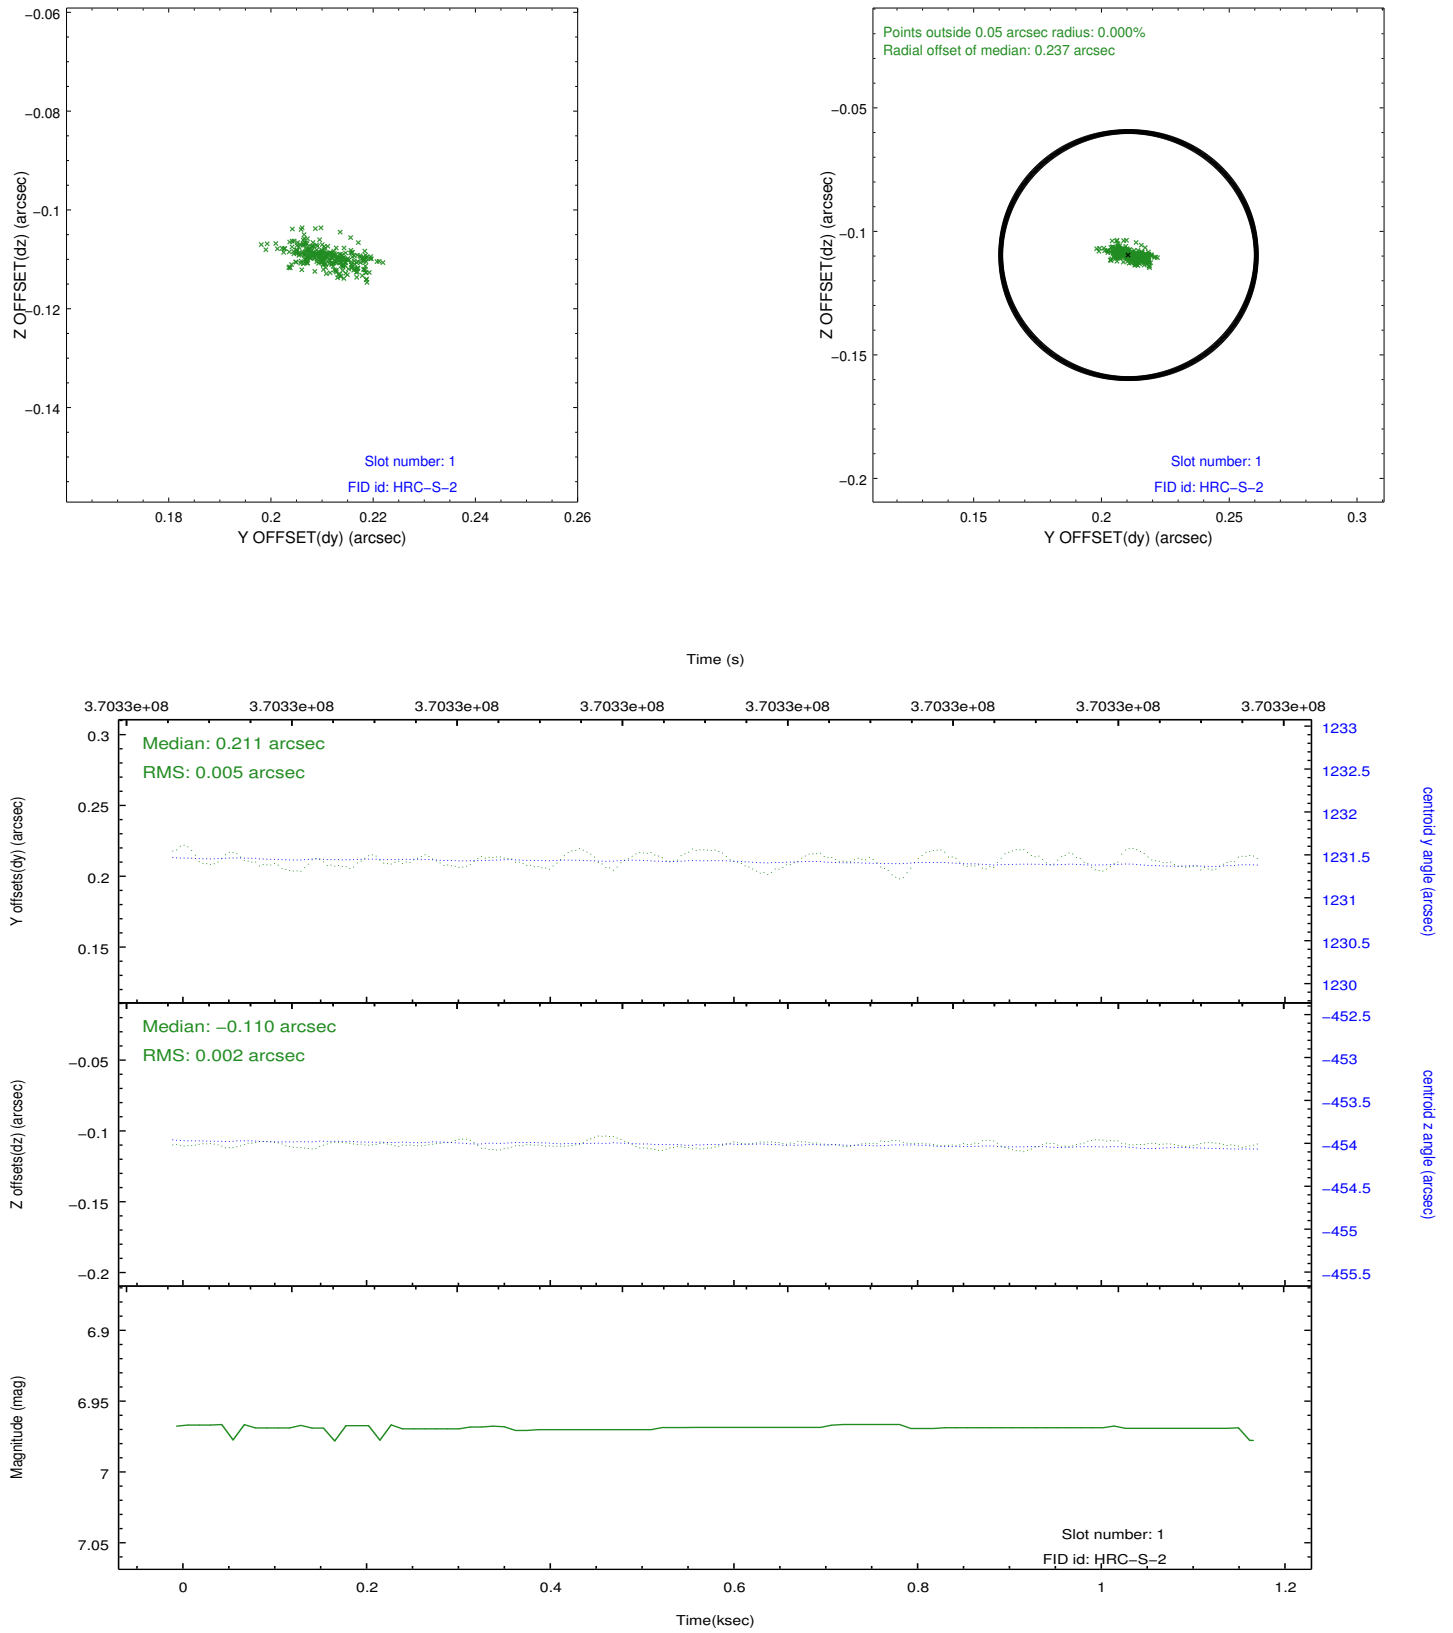 −0.06
−0.08
−0.1
−0.12
−0.14
Z OFFSET(dz) (arcsec)
Slot number: 1
FID id: HRC−S−2
0.18 0.2 0.22 0.24 0.26
Y OFFSET(dy) (arcsec)
Points outside 0.05 arcsec radius: 0.000%
Radial offset of median: 0.237 arcsec
−0.05
−0.1
−0.15
−0.2
Z OFFSET(dz) (arcsec)
Slot number: 1
FID id: HRC−S−2
0.15 0.2 0.25 0.3
Y OFFSET(dy) (arcsec)
Time (s)
3.7033e+08 3.7033e+08 3.7033e+08 3.7033e+08 3.7033e+08 3.7033e+08 3.7033e+08 3.7033e+08
Median: 0.211 arcsec
RMS: 0.005 arcsec
0.3
0.25
0.2
0.15
Y offsets(dy) (arcsec)
1233
1232.5
1232
1231.5
1231
1230.5
1230
centroid y angle (arcsec)
Median: −0.110 arcsec
RMS: 0.002 arcsec
−0.05
−0.1
−0.15
−0.2
Z offsets(dz) (arcsec)
−452.5
−453
−453.5
−454
−454.5
−455
−455.5
centroid z angle (arcsec)
6.9
6.95
7
7.05
Magnitude (mag)
Slot number: 1
FID id: HRC−S−2
0 0.2 0.4 0.6 0.8 1 1.2
Time(ksec)